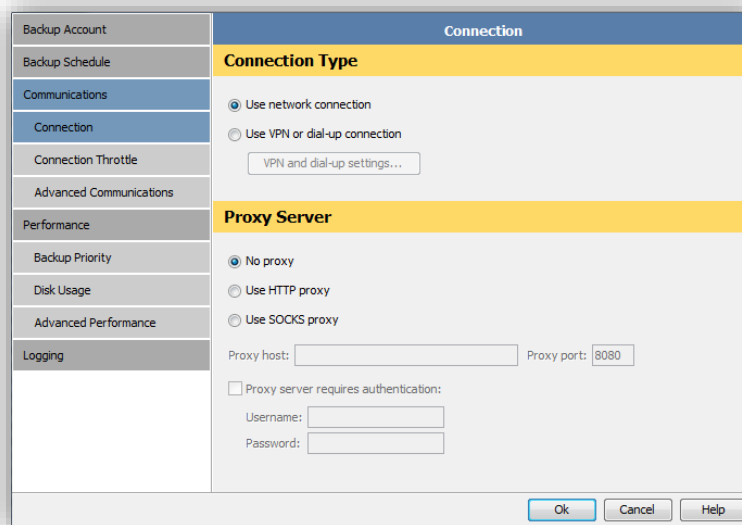 Backup Account
Backup Schedule
Communications
Connection
Connection Throttle
Advanced Communications
Performance
Backup Priority
Disk Usage
Advanced Performance
Logging
Connection
Connection Type
Use network connection
Use VPN or dial-up connection
VPN and dial-up settings...
Proxy Server
No proxy
Use HTTP proxy
Use SOCKS proxy
Proxy host: Proxy port: 8080
Proxy server requires authentication:
Username:
Password:
Ok Cancel Help